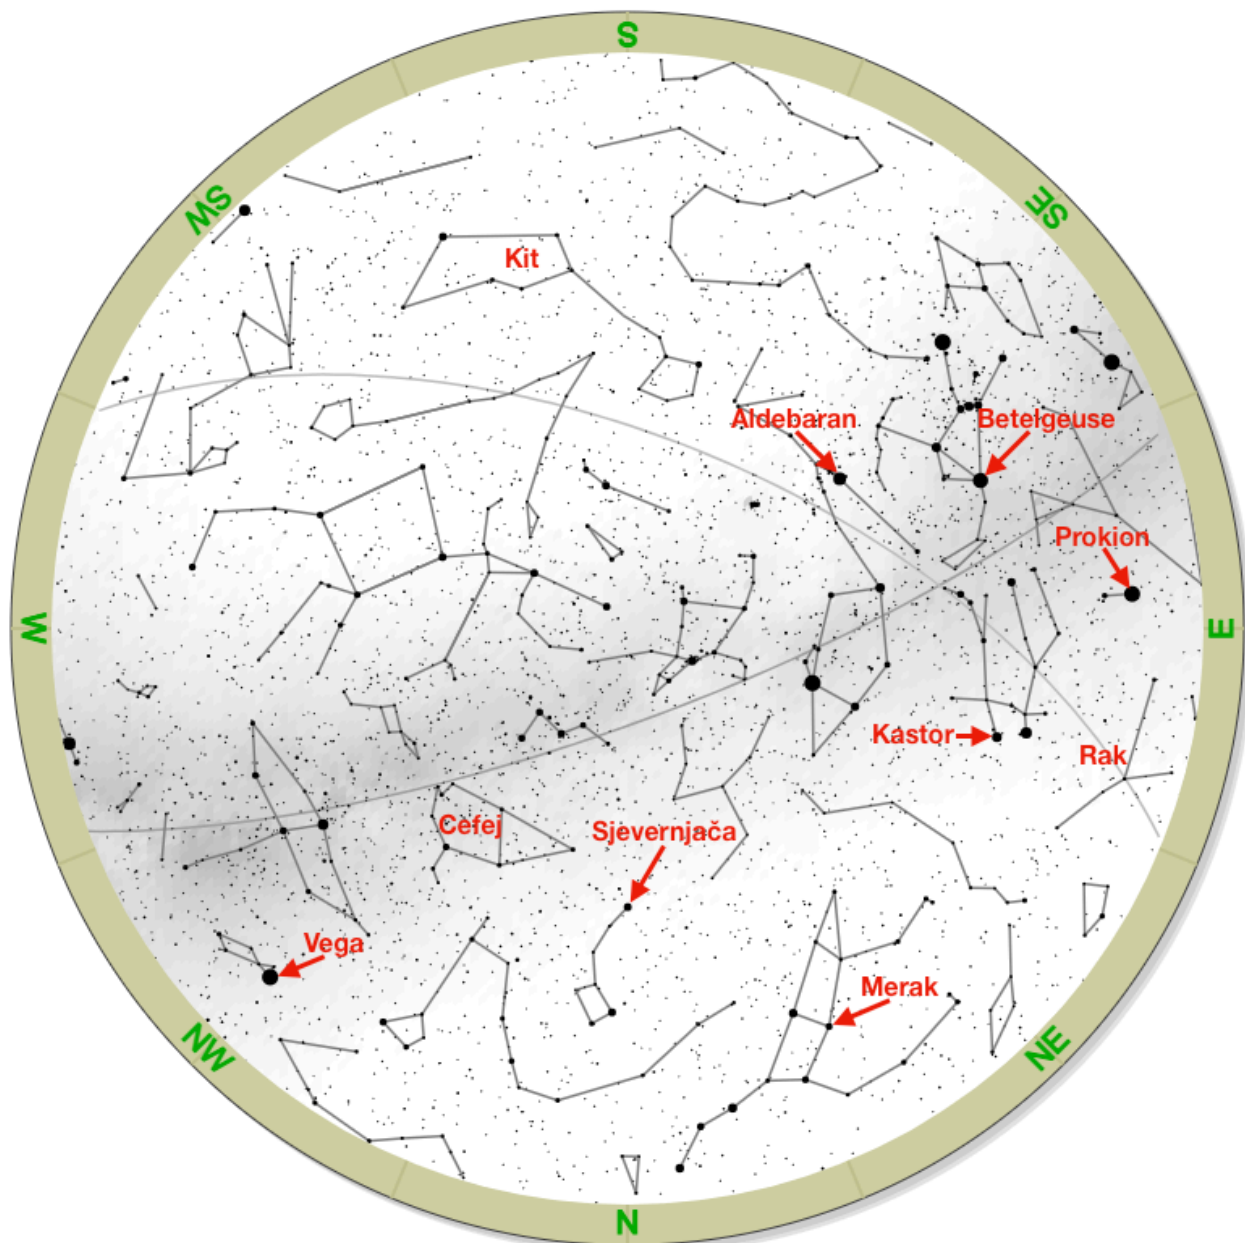 S
SW
SE
Kit
Aldebaran
Betelgeuse
Prokion
W
E
Kastor
Rak
Cefej
Sjevernjača
Vega
Merak
NW
NE
N